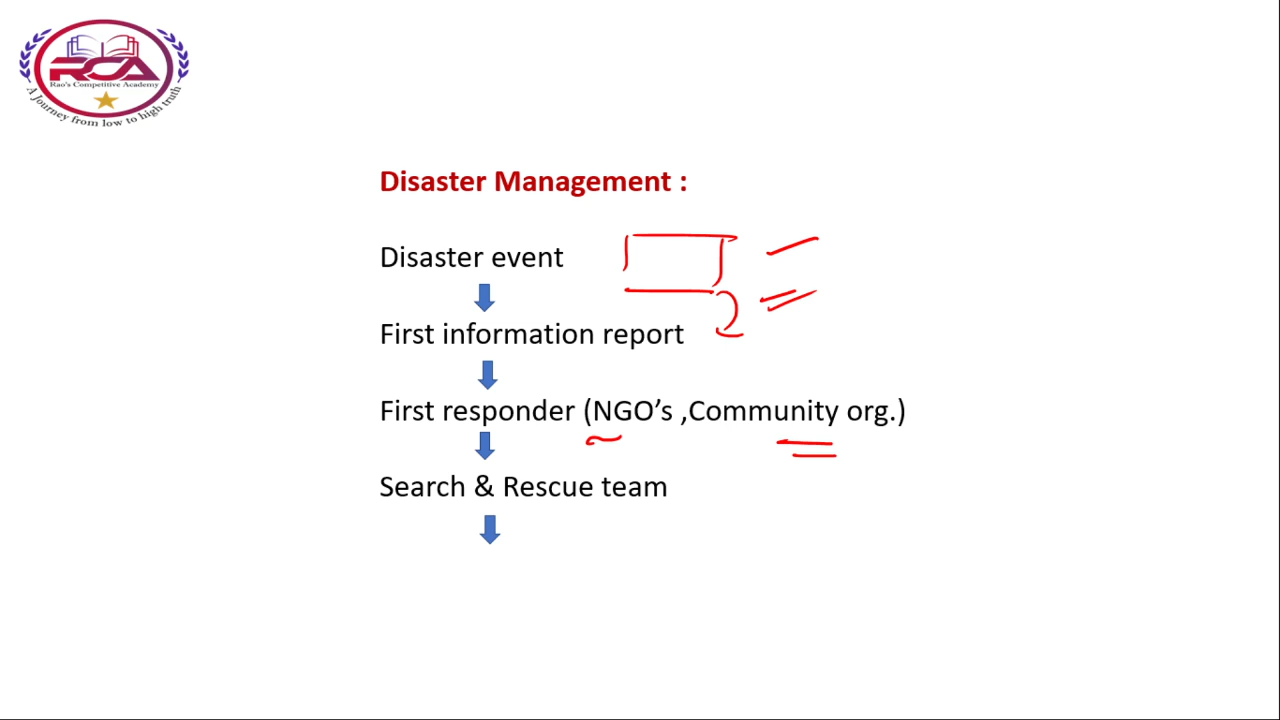 RCA
Rao's Competitive Academy
A Journey from low to high truth
Disaster Management :
Disaster event
First information report
First responder (NGO’s ,Community org.)
Search & Rescue team